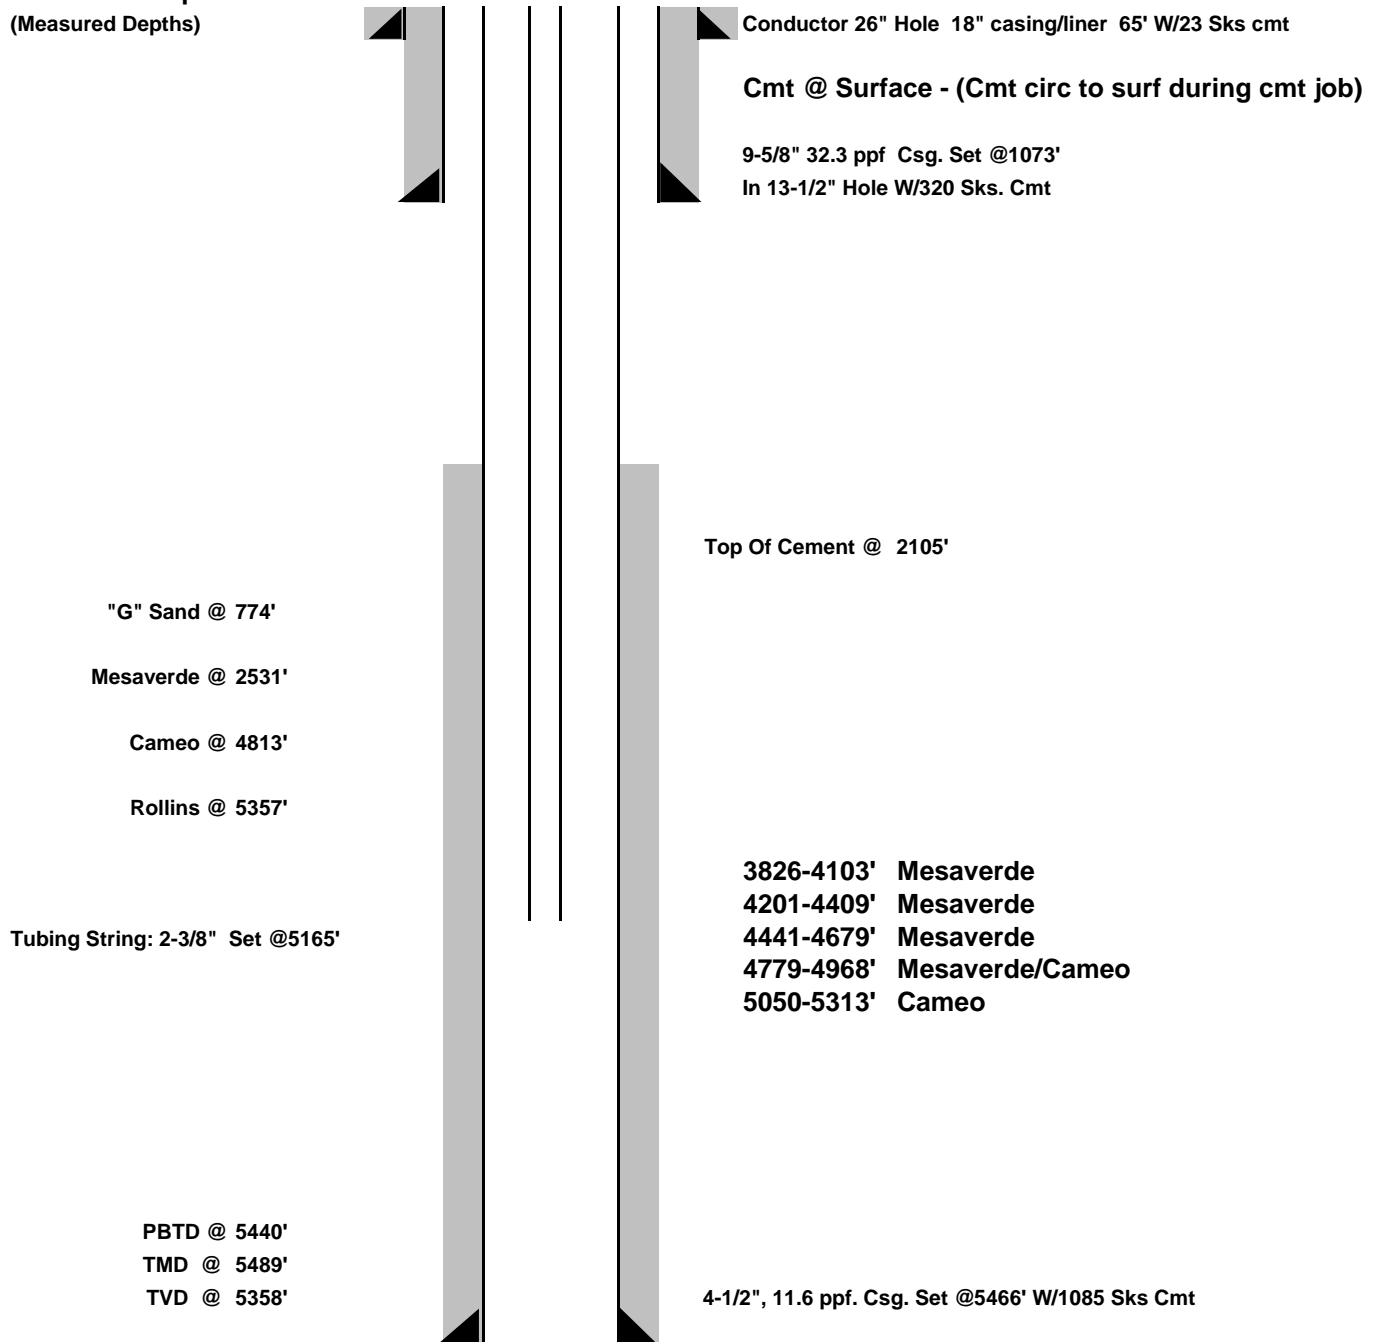 (Measured Depths)
Conductor 26" Hole 18" casing/liner 65' W/23 Sks cmt
Cmt @ Surface - (Cmt circ to surf during cmt job)
9-5/8" 32.3 ppf Csg. Set @1073'
In 13-1/2" Hole W/320 Sks. Cmt
Top Of Cement @ 2105'
"G" Sand @ 774'
Mesaverde @ 2531'
Cameo @ 4813'
Rollins @ 5357'
3826-4103' Mesaverde
4201-4409' Mesaverde
Tubing String: 2-3/8" Set @5165'
4441-4679' Mesaverde
4779-4968' Mesaverde/Cameo
5050-5313' Cameo
PBTD @ 5440'
TMD @ 5489'
TVD @ 5358'
4-1/2", 11.6 ppf. Csg. Set @5466' W/1085 Sks Cmt